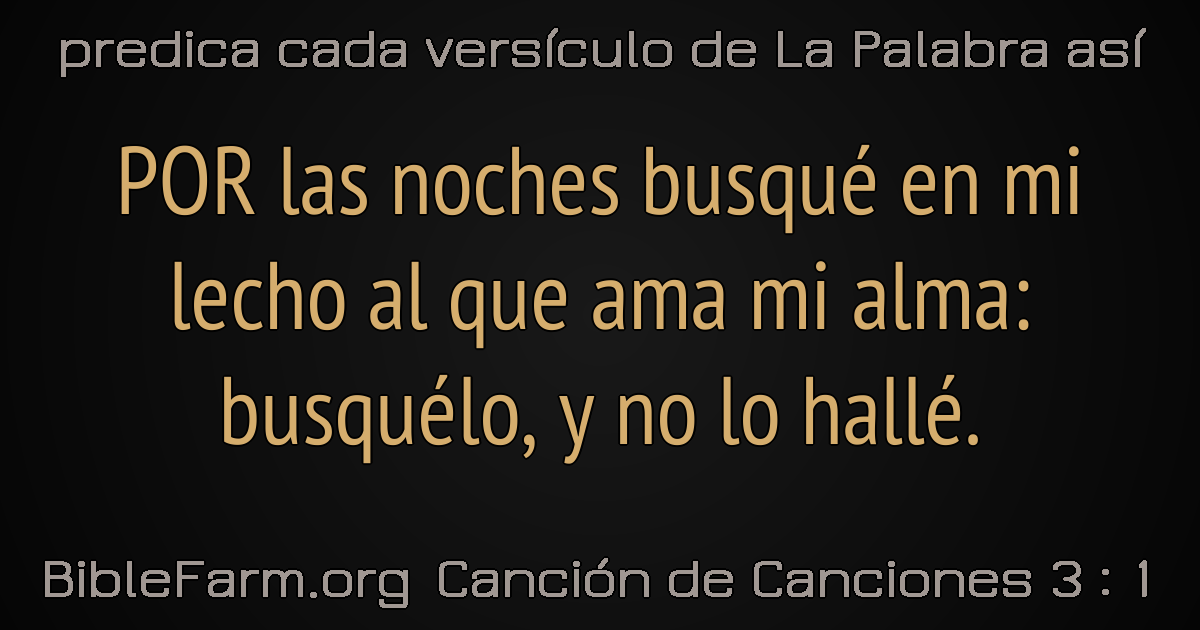 predica cada versículo de La Palabra así
POR las noches busqué en mi
lecho al que ama mi alma:
busquélo, y no lo hallé.
BibleFarm.org Canción de Canciones 3 : 1